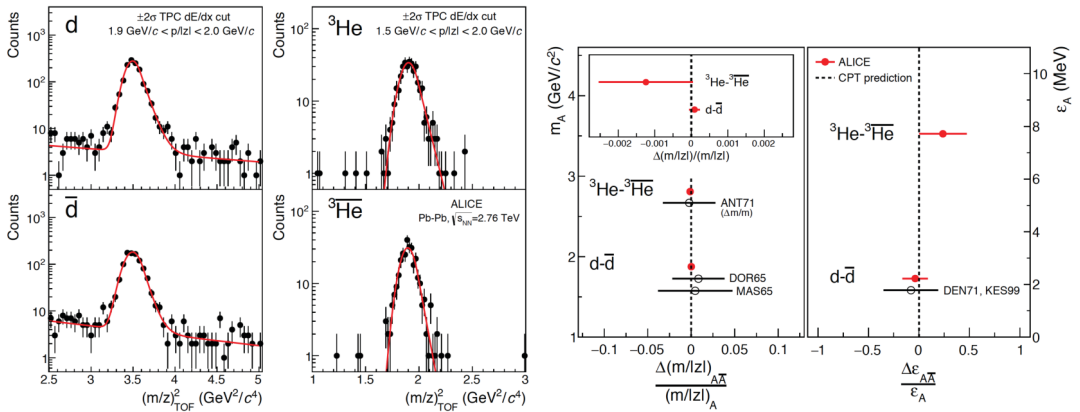 d
±2σ TPC dE/dx cut
1.9 GeV/c < p/|z| < 2.0 GeV/c
Counts
10³
10²
10
1
d̅
Counts
10³
10²
10
1
2.5 3 3.5 4 4.5 5
(m/z)²TOF (GeV²/c⁴)
³He
±2σ TPC dE/dx cut
1.5 GeV/c < p/|z| < 2.0 GeV/c
Counts
10²
10
1
³H̅e̅
ALICE
Pb-Pb, √sNN=2.76 TeV
Counts
10²
10
1
1 1.5 2 2.5 3
(m/z)²TOF (GeV²/c⁴)
mA (GeV/c²)
4
3
2
1
³He-³H̅e̅
d-d̅
-0.002 -0.001 0 0.001 0.002
Δ(m/|z|)/(m/|z|)
³He-³H̅e̅
ANT71
(Δm/m)
d-d̅
DOR65
MAS65
−0.1 −0.05 0 0.05 0.1
Δ(m/|z|)AA̅
(m/|z|)A
ALICE
CPT prediction
³He-³H̅e̅
d-d̅
DEN71, KES99
−1 −0.5 0 0.5 1
ΔεAA̅
εA
10
8
6
4
2
0
εA (MeV)